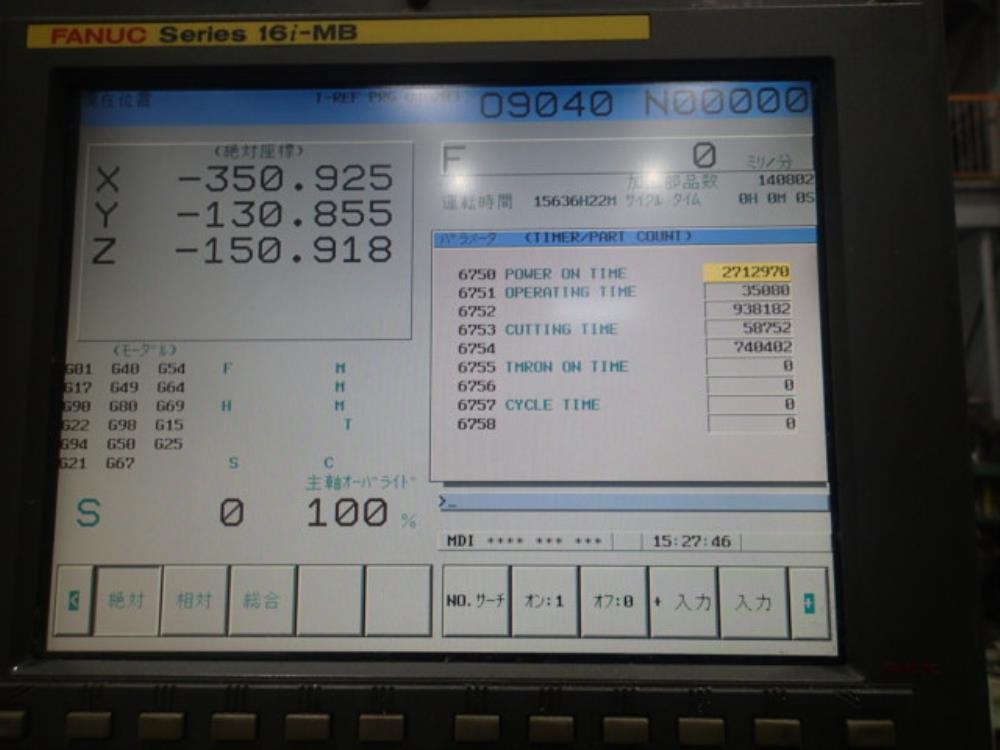 FANUC Series 16i-MB
現在位置
O9040 N00000
(絶対座標)
X -350.925
Y -130.855
Z -150.918
F 0 ミリ/分
加工部品数 140802
運転時間 15636H22M サイクル タイム 0H 0M 0S
パラメータ (TIMER/PART COUNT)
6750 POWER ON TIME 2712970
6751 OPERATING TIME 35080
6752 938182
6753 CUTTING TIME 58752
6754 740402
6755 TMRON ON TIME 0
6756 0
6757 CYCLE TIME 0
6758 0
(モーダル)
G01 G40 G54 F M
G17 G49 G64 M
G90 G80 G69 H M
G22 G98 G15 T
G94 G50 G25
G21 G67 S C
主軸オーバライド
S 0 100 %
>_
MDI **** *** *** 15:27:46
< 絶対 相対 総合
NO.サーチ オン:1 オフ:0 + 入力 入力 +